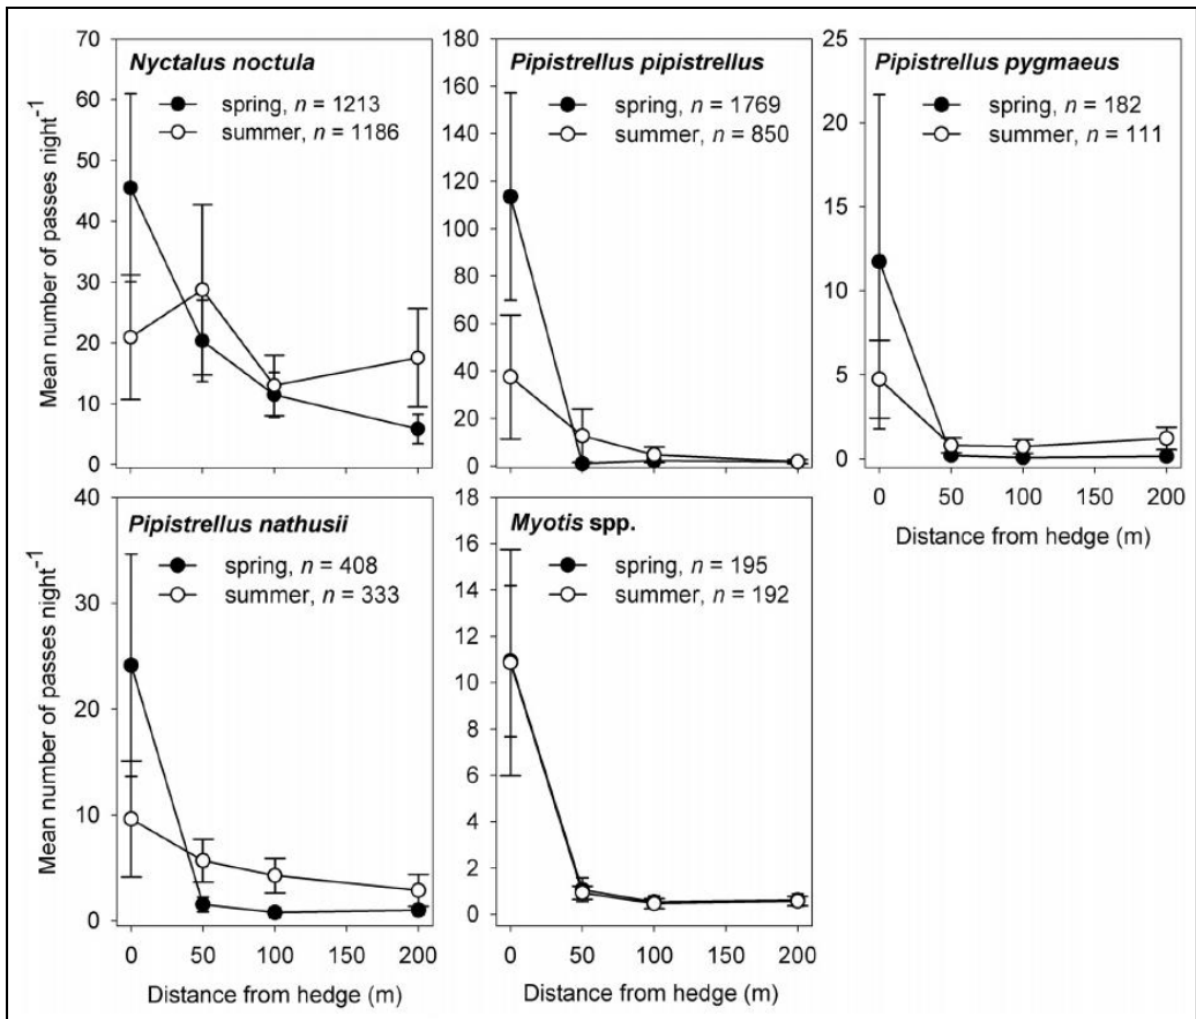 Nyctalus noctula
spring, n = 1213
summer, n = 1186
70
60
50
40
30
20
10
0
Mean number of passes night⁻¹
Pipistrellus pipistrellus
spring, n = 1769
summer, n = 850
180
160
140
120
100
80
60
40
20
0
Pipistrellus pygmaeus
spring, n = 182
summer, n = 111
25
20
15
10
5
0
0 50 100 150 200
Distance from hedge (m)
Pipistrellus nathusii
spring, n = 408
summer, n = 333
40
30
20
10
0
Mean number of passes night⁻¹
0 50 100 150 200
Distance from hedge (m)
Myotis spp.
spring, n = 195
summer, n = 192
18
16
14
12
10
8
6
4
2
0
0 50 100 150 200
Distance from hedge (m)